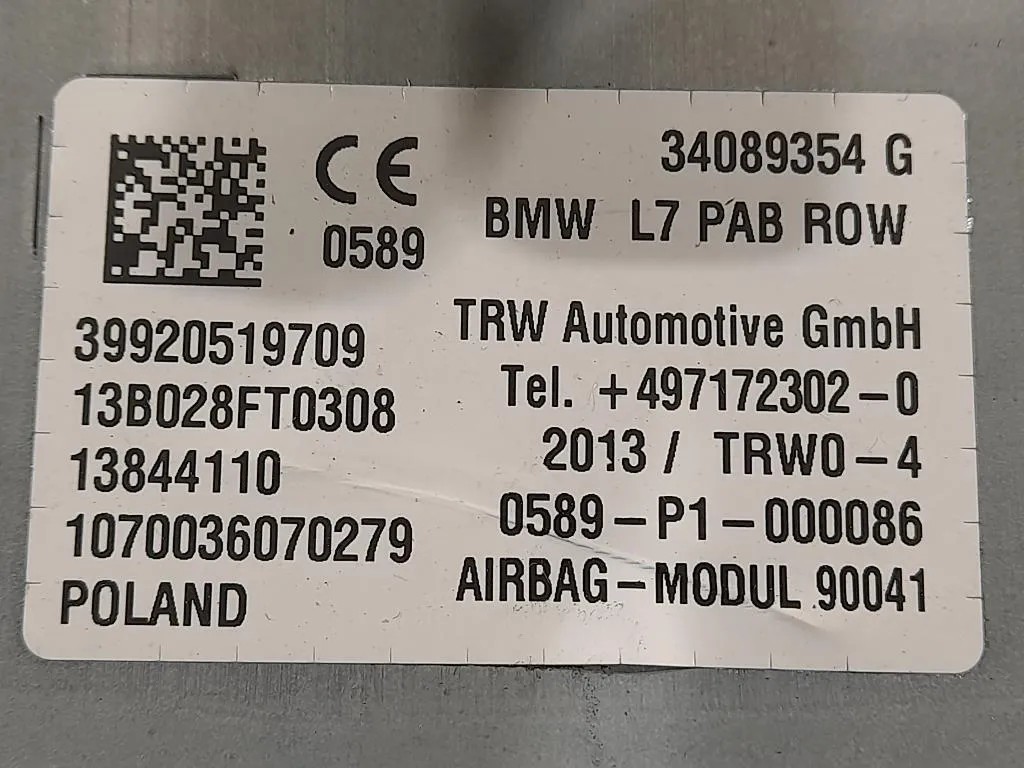 CE
0589
34089354 G
BMW L7 PAB ROW
39920519709
13B028FT0308
13844110
1070036070279
POLAND
TRW Automotive GmbH
Tel. +497172302-0
2013 / TRW0-4
0589-P1-000086
AIRBAG-MODUL 90041